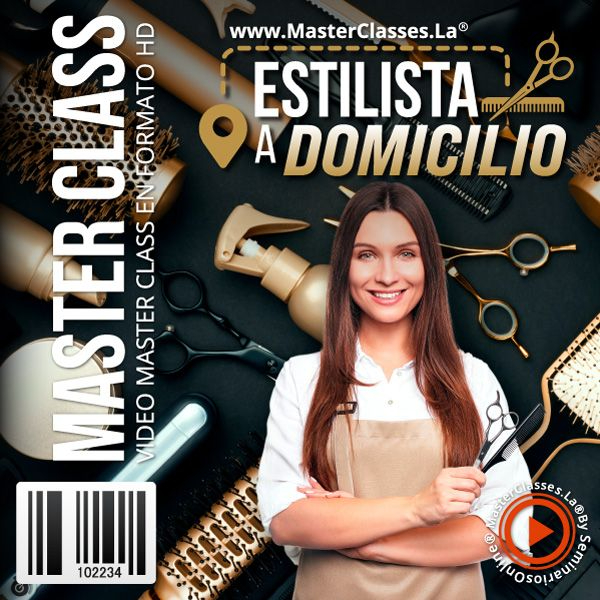 www.MasterClasses.La®
ESTILISTA
A DOMICILIO
MASTER CLASS
VIDEO MASTER CLASS EN FORMATO HD
102234
MasterClasses.La®By SeminariosOnline®